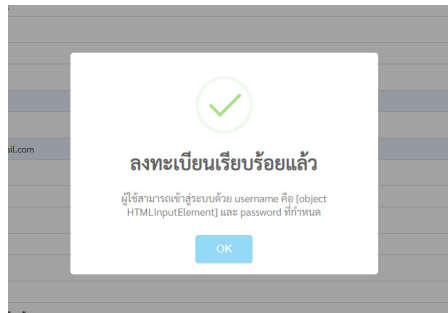 ail.com
ลงทะเบียนเรียบร้อยแล้ว
ผู้ใช้สามารถเข้าสู่ระบบด้วย username คือ [object
HTMLInputElement] และ password ที่กำหนด
OK